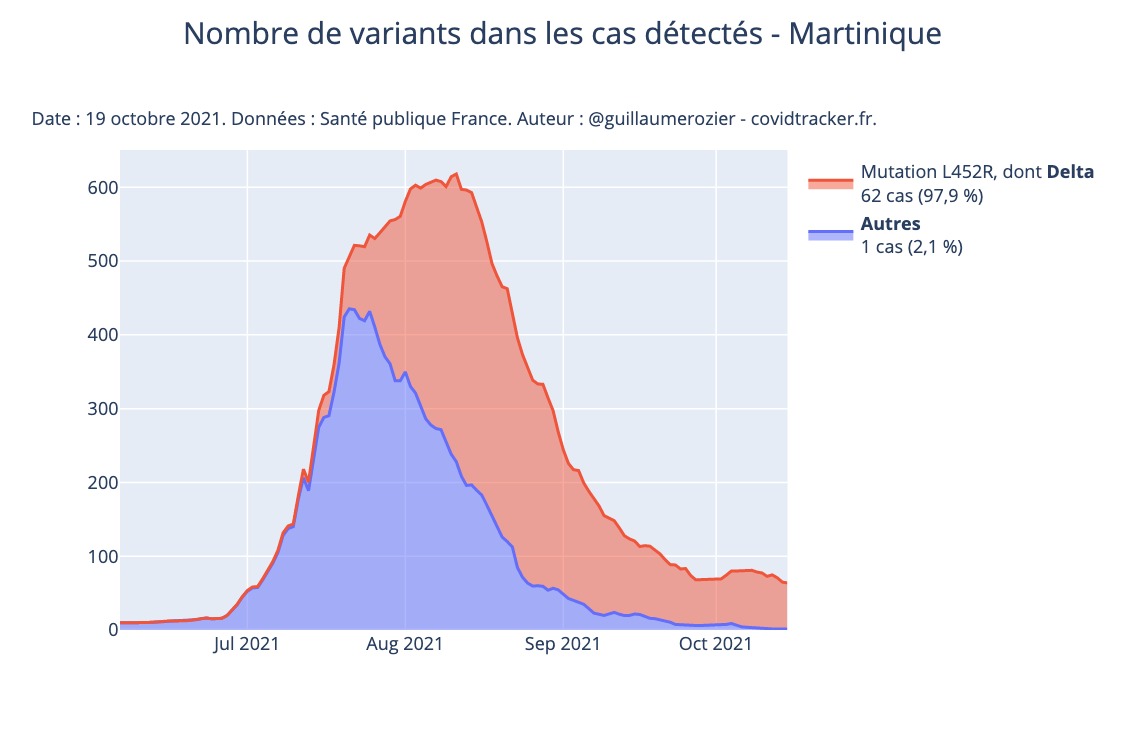 Nombre de variants dans les cas détectés - Martinique
Date : 19 octobre 2021. Données : Santé publique France. Auteur : @guillaumerozier - covidtracker.fr.
Mutation L452R, dont Delta
62 cas (97,9 %)
Autres
1 cas (2,1 %)
600
500
400
300
200
100
0
Jul 2021
Aug 2021
Sep 2021
Oct 2021